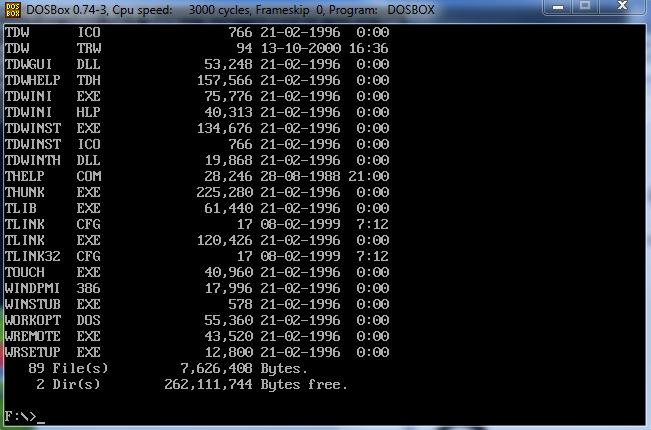 DOSBox 0.74-3, Cpu speed:    3000 cycles, Frameskip  0, Program:   DOSBOX
TDW      ICO                766 21-02-1996  0:00
TDW      TRW                 94 13-10-2000 16:36
TDWGUI   DLL             53,248 21-02-1996  0:00
TDWHELP  TDH            157,566 21-02-1996  0:00
TDWINI   EXE             75,776 21-02-1996  0:00
TDWINI   HLP             40,313 21-02-1996  0:00
TDWINST  EXE            134,676 21-02-1996  0:00
TDWINST  ICO                766 21-02-1996  0:00
TDWINTH  DLL             19,868 21-02-1996  0:00
THELP    COM             28,246 28-08-1988 21:00
THUNK    EXE            225,280 21-02-1996  0:00
TLIB     EXE             61,440 21-02-1996  0:00
TLINK    CFG                 17 08-02-1999  7:12
TLINK    EXE            120,426 21-02-1996  0:00
TLINK32  CFG                 17 08-02-1999  7:12
TOUCH    EXE             40,960 21-02-1996  0:00
WINDPMI  386             17,996 21-02-1996  0:00
WINSTUB  EXE                578 21-02-1996  0:00
WORKOPT  DOS             55,360 21-02-1996  0:00
WREMOTE  EXE             43,520 21-02-1996  0:00
WRSETUP  EXE             12,800 21-02-1996  0:00
   89 File(s)         7,626,408 Bytes.
    2 Dir(s)        262,111,744 Bytes free.
F:\>_